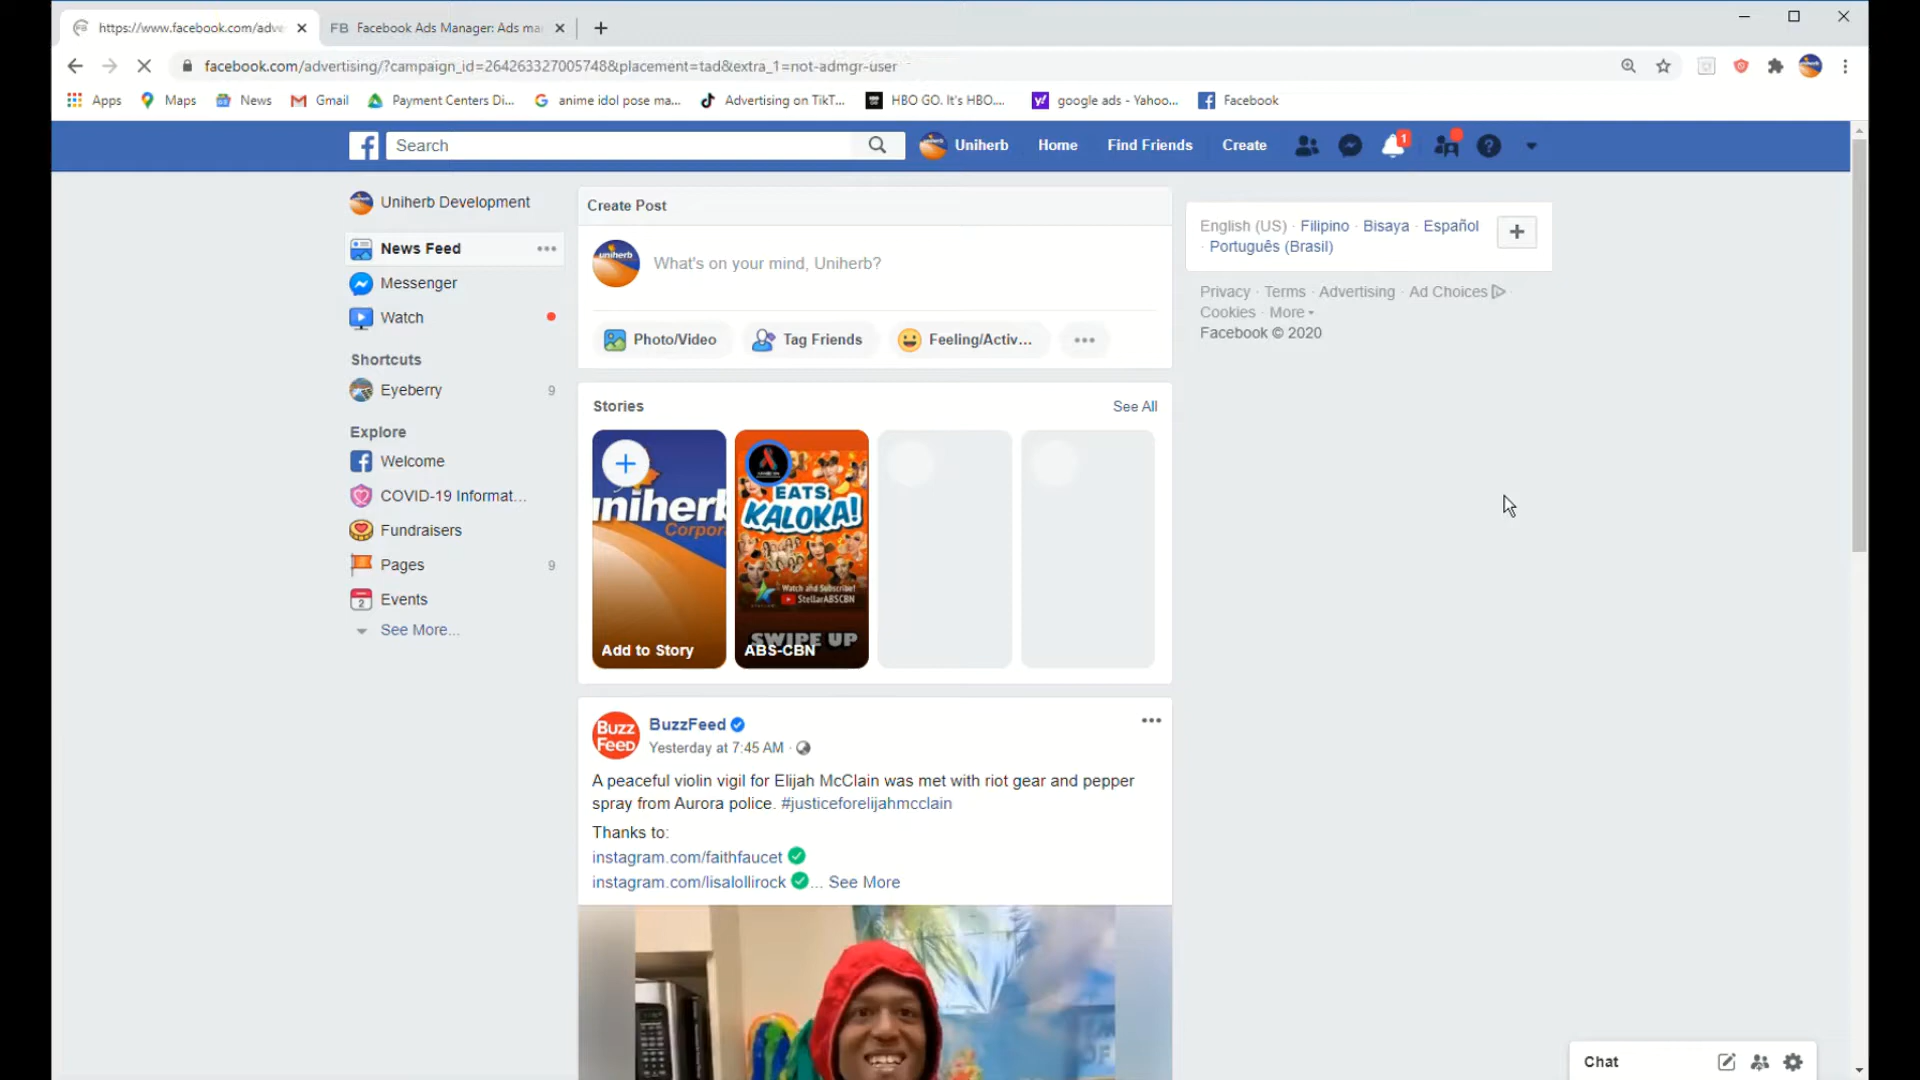 https://www.facebook.com/adve
FB Facebook Ads Manager: Ads ma
facebook.com/advertising/?campaign_id=264263327005748&placement=tad&extra_1=not-admgr-user
Apps Maps News Gmail Payment Centers Di... anime idol pose ma... Advertising on TikT... HBO GO. It's HBO.... google ads - Yahoo... Facebook
Search
Uniherb Home Find Friends Create 1
Uniherb Development
News Feed
Messenger
Watch
Shortcuts
Eyeberry 9
Explore
Welcome
COVID-19 Informat...
Fundraisers
Pages 9
2 Events
See More...
Create Post
uniherb
What's on your mind, Uniherb?
Photo/Video Tag Friends Feeling/Activ...
Stories See All
uniherb
Corpor
Add to Story
EATS
KALOKA!
Watch and Subscribe!
StellarABSCBN
SWIPE UP
ABS-CBN
Buzz
Feed
BuzzFeed
Yesterday at 7:45 AM ·
A peaceful violin vigil for Elijah McClain was met with riot gear and pepper
spray from Aurora police. #justiceforelijahmcclain
Thanks to:
instagram.com/faithfaucet
instagram.com/lisalollirock ... See More
English (US) · Filipino · Bisaya · Español
· Português (Brasil)
Privacy · Terms · Advertising · Ad Choices ·
Cookies · More
Facebook © 2020
Chat